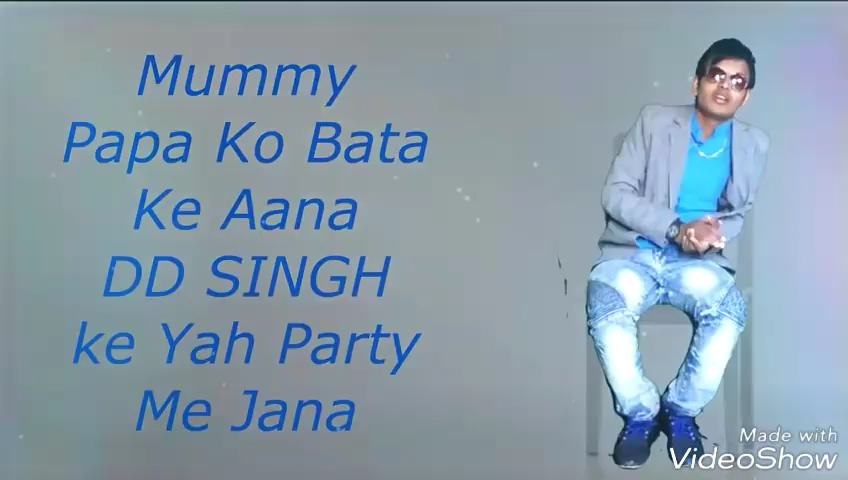 Mummy
Papa Ko Bata
Ke Aana
DD SINGH
ke Yah Party
Me Jana
Made with
VideoShow